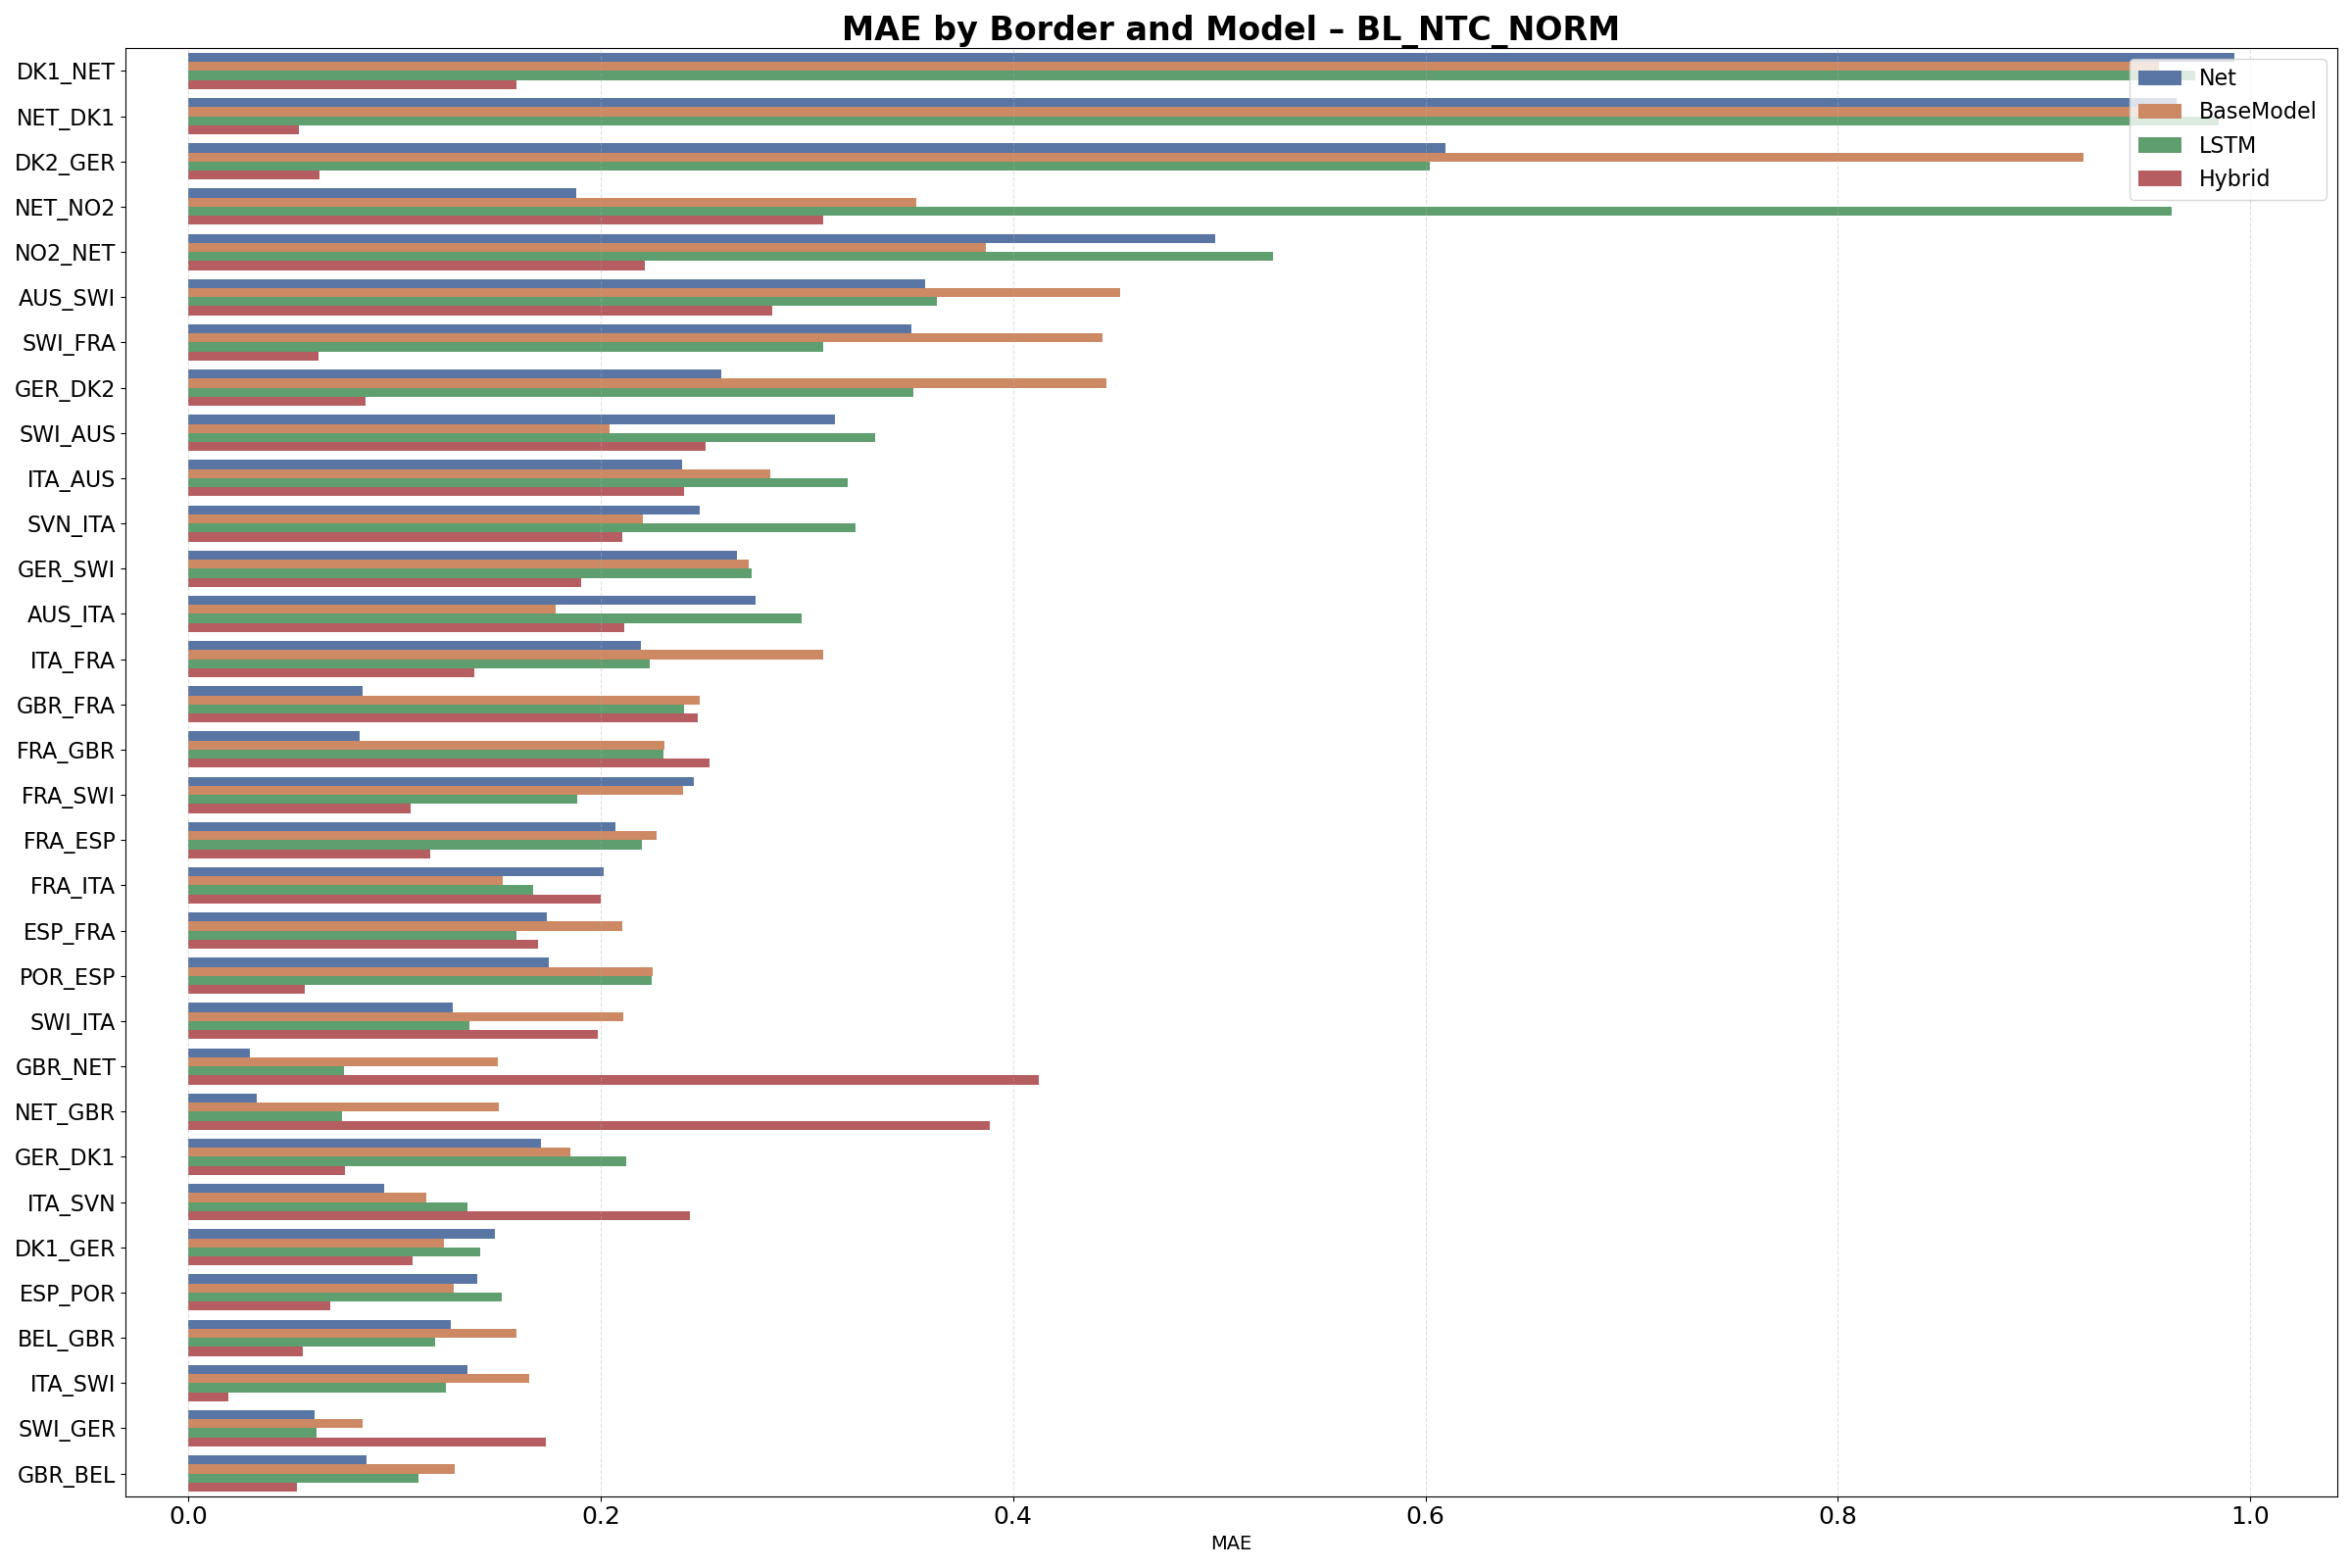 MAE by Border and Model – BL_NTC_NORM
DK1_NET
NET_DK1
DK2_GER
NET_NO2
NO2_NET
AUS_SWI
SWI_FRA
GER_DK2
SWI_AUS
ITA_AUS
SVN_ITA
GER_SWI
AUS_ITA
ITA_FRA
GBR_FRA
FRA_GBR
FRA_SWI
FRA_ESP
FRA_ITA
ESP_FRA
POR_ESP
SWI_ITA
GBR_NET
NET_GBR
GER_DK1
ITA_SVN
DK1_GER
ESP_POR
BEL_GBR
ITA_SWI
SWI_GER
GBR_BEL
Net
BaseModel
LSTM
Hybrid
0.0 0.2 0.4 0.6 0.8 1.0
MAE